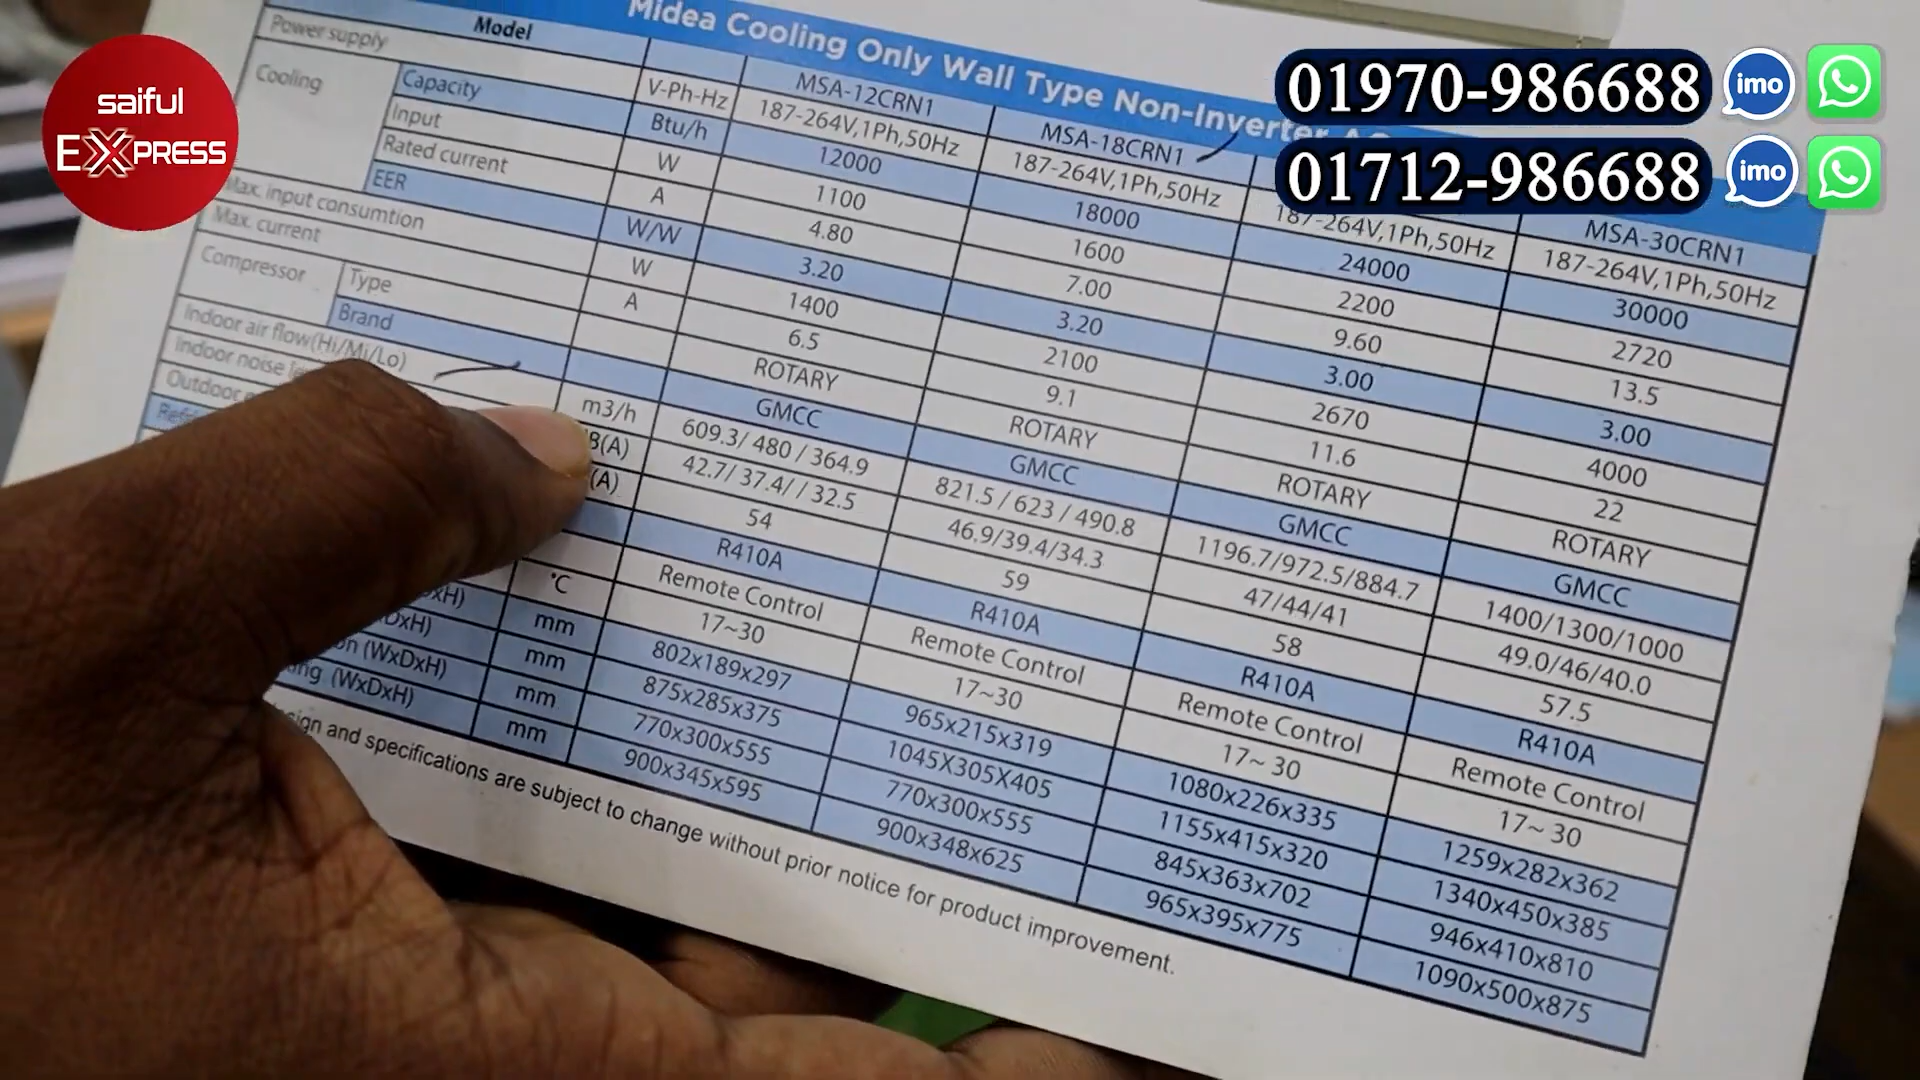 saiful
EXPRESS
01970-986688
imo
01712-986688
imo
Midea Cooling Only Wall Type Non-Inverter
Model MSA-12CRN1 MSA-18CRN1 MSA-30CRN1
Power supply V-Ph-Hz 187-264V,1Ph,50Hz 187-264V,1Ph,50Hz 187-264V,1Ph,50Hz 187-264V,1Ph,50Hz
Cooling Capacity Btu/h 12000 18000 24000 30000
Input W 1100 1600 2200 2720
Rated current A 4.80 7.00 9.60 13.5
EER W/W 3.20 3.20 3.00 3.00
Max. input consumtion W 1400 2100 2670 4000
Max. current A 6.5 9.1 11.6 22
Compressor Type ROTARY ROTARY ROTARY ROTARY
Brand GMCC GMCC GMCC GMCC
Indoor air flow(Hi/Mi/Lo) m3/h 609.3/ 480 / 364.9 821.5 / 623 / 490.8 1196.7/972.5/884.7 1400/1300/1000
Indoor noise 42.7/ 37.4/ / 32.5 46.9/39.4/34.3 47/44/41 49.0/46/40.0
Outdoor 54 59 58 57.5
R410A R410A R410A R410A
Remote Control Remote Control Remote Control Remote Control
°C 17~30 17~30 17~ 30 17~ 30
mm 802x189x297 965x215x319 1080x226x335 1259x282x362
mm 875x285x375 1045X305X405 1155x415x320 1340x450x385
(WxDxH) mm 770x300x555 770x300x555 845x363x702 946x410x810
(WxDxH) mm 900x345x595 900x348x625 965x395x775 1090x500x875
and specifications are subject to change without prior notice for product improvement.